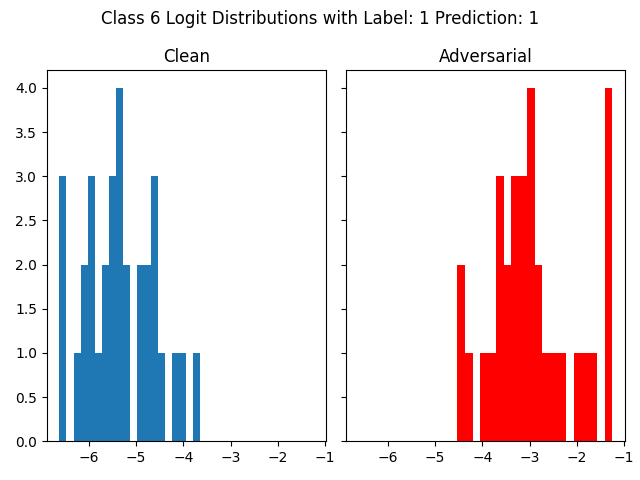 Class 6 Logit Distributions with Label: 1 Prediction: 1
Clean
Adversarial
4.0
3.5
3.0
2.5
2.0
1.5
1.0
0.5
0.0
−6 −5 −4 −3 −2 −1
−6 −5 −4 −3 −2 −1